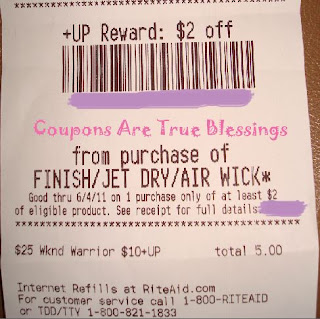 +UP Reward: $2 off
Coupons Are True Blessings
from purchase of
FINISH/JET DRY/AIR WICK*
Good thru 6/4/11 on 1 purchase only of at least $2
of eligible product. See receipt for full datails
$25 Wknd Warrior $10+UP total 5.00
Internet Refills at RiteAid.com
For customer service call 1-800-RITEAID
or TDD/TTY 1-800-821-1833